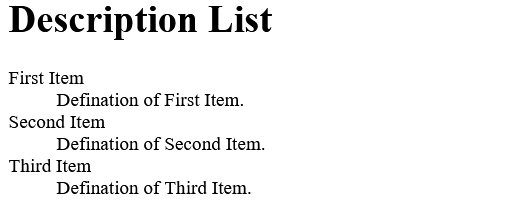 Description List
First Item
Defination of First Item.
Second Item
Defination of Second Item.
Third Item
Defination of Third Item.